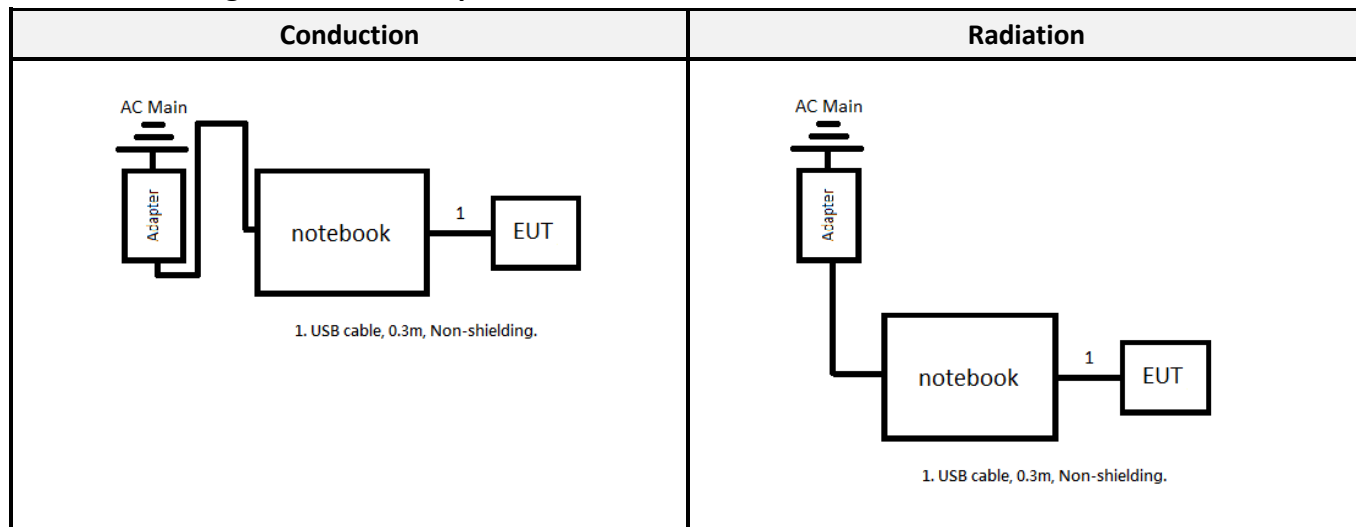 Conduction
Radiation
AC Main
Adapter
notebook
1
EUT
1. USB cable, 0.3m, Non-shielding.
AC Main
Adapter
notebook
1
EUT
1. USB cable, 0.3m, Non-shielding.